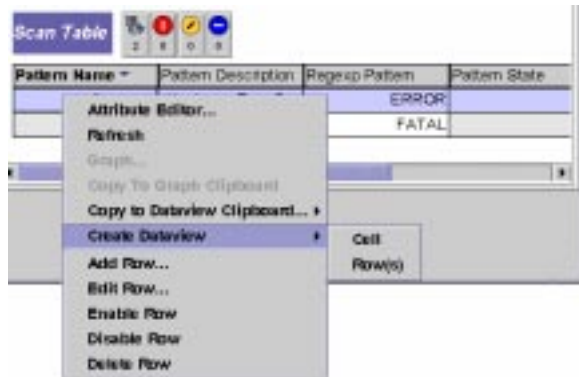 Scan Table
2 0 0 0
Pattern Name Pattern Description Regexp Pattern Pattern State
ERROR
FATAL
Attribute Editor...
Refresh
Graph...
Copy To Graph Clipboard
Copy to Dataview Clipboard...
Create Dataview
Cell
Row(s)
Add Row...
Edit Row...
Enable Row
Disable Row
Delete Row